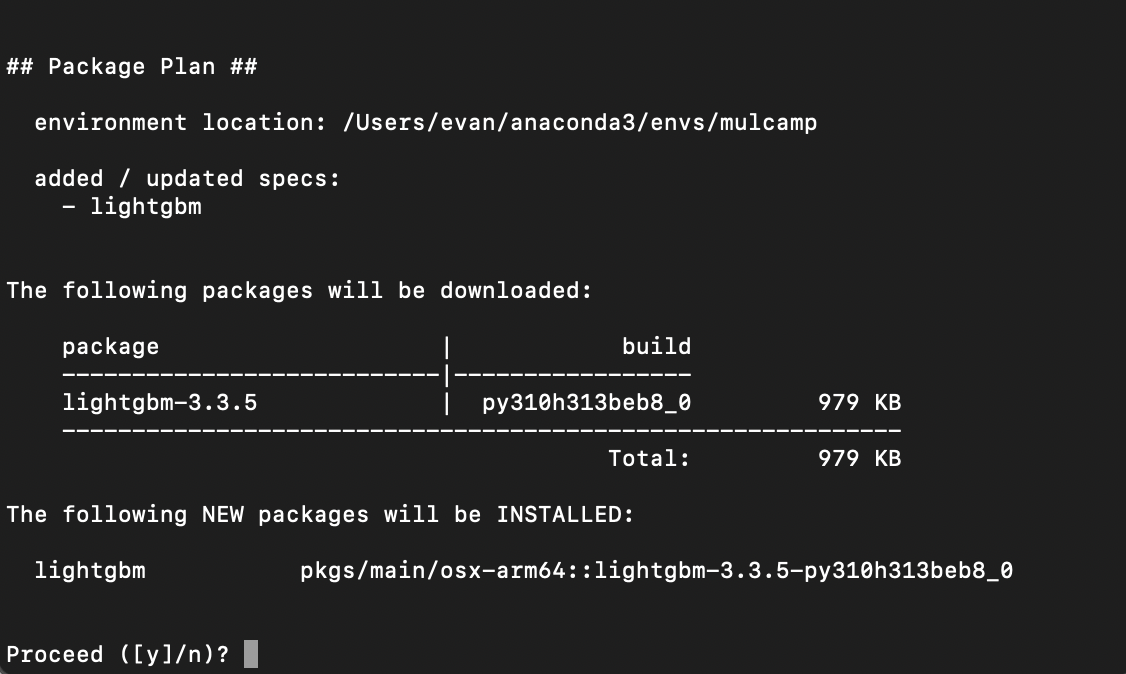 ## Package Plan ##
environment location: /Users/evan/anaconda3/envs/mulcamp
added / updated specs:
- lightgbm
The following packages will be downloaded:
package | build
---------------------------|-----------------
lightgbm-3.3.5 | py310h313beb8_0 979 KB
------------------------------------------------------------
Total: 979 KB
The following NEW packages will be INSTALLED:
lightgbm pkgs/main/osx-arm64::lightgbm-3.3.5-py310h313beb8_0
Proceed ([y]/n)?